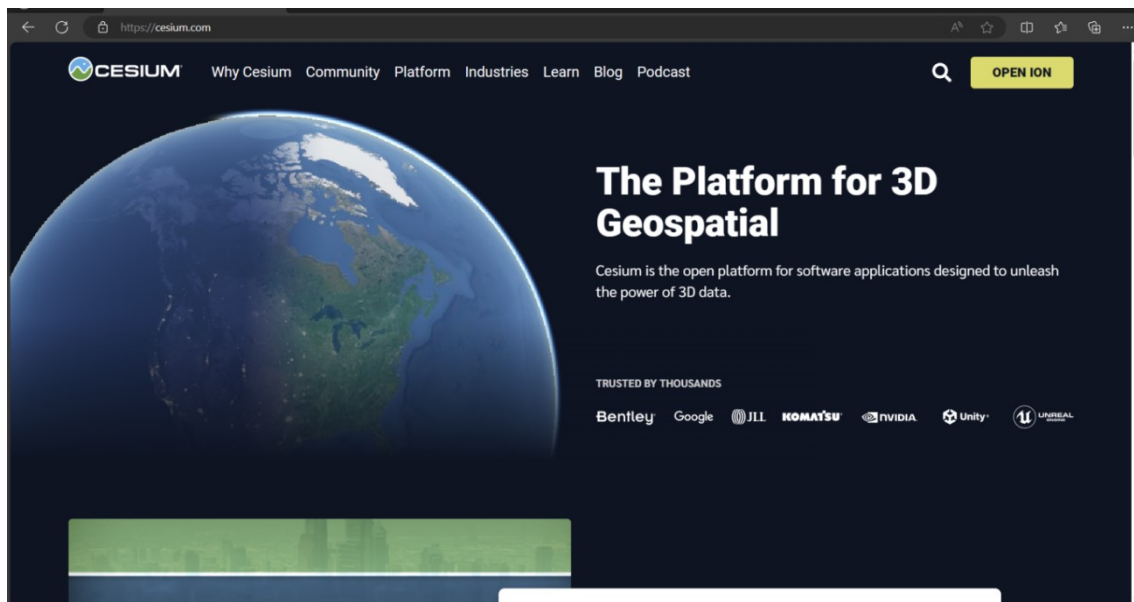 https://cesium.com
CESIUM
Why Cesium Community Platform Industries Learn Blog Podcast
OPEN ION
The Platform for 3D
Geospatial
Cesium is the open platform for software applications designed to unleash
the power of 3D data.
TRUSTED BY THOUSANDS
Bentley Google JLL KOMATSU NVIDIA Unity UNREAL